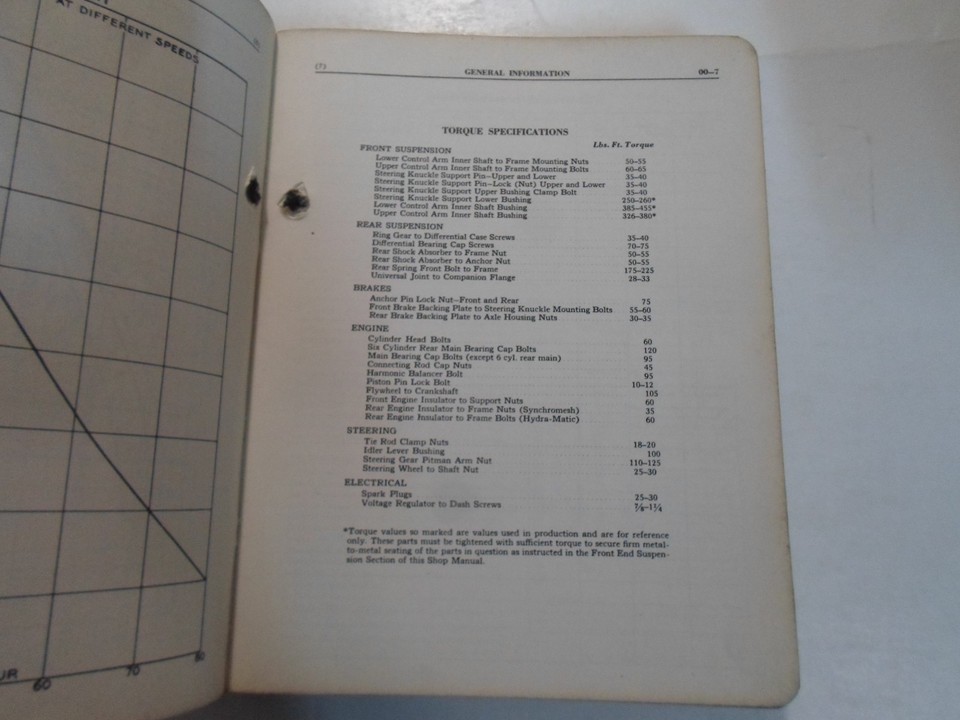 AT DIFFERENT SPEEDS
UR
60
70
80
(7)
GENERAL INFORMATION 00–7
TORQUE SPECIFICATIONS
Lbs. Ft. Torque
FRONT SUSPENSION
Lower Control Arm Inner Shaft to Frame Mounting Nuts 50–55
Upper Control Arm Inner Shaft to Frame Mounting Bolts 60–65
Steering Knuckle Support Pin–Upper and Lower 35–40
Steering Knuckle Support Pin–Lock (Nut) Upper and Lower 35–40
Steering Knuckle Support Upper Bushing Clamp Bolt 35–40
Steering Knuckle Support Lower Bushing 250–260*
Lower Control Arm Inner Shaft Bushing 385–455*
Upper Control Arm Inner Shaft Bushing 326–380*
REAR SUSPENSION
Ring Gear to Differential Case Screws 35–40
Differential Bearing Cap Screws 70–75
Rear Shock Absorber to Frame Nut 50–55
Rear Shock Absorber to Anchor Nut 50–55
Rear Spring Front Bolt to Frame 175–225
Universal Joint to Companion Flange 28–33
BRAKES
Anchor Pin Lock Nut–Front and Rear 75
Front Brake Backing Plate to Steering Knuckle Mounting Bolts 55–60
Rear Brake Backing Plate to Axle Housing Nuts 30–35
ENGINE
Cylinder Head Bolts 60
Six Cylinder Rear Main Bearing Cap Bolts 120
Main Bearing Cap Bolts (except 6 cyl. rear main) 95
Connecting Rod Cap Nuts 45
Harmonic Balancer Bolt 95
Piston Pin Lock Bolt 10–12
Flywheel to Crankshaft 105
Front Engine Insulator to Support Nuts 60
Rear Engine Insulator to Frame Nuts (Synchromesh) 35
Rear Engine Insulator to Frame Bolts (Hydra-Matic) 60
STEERING
Tie Rod Clamp Nuts 18–20
Idler Lever Bushing 100
Steering Gear Pitman Arm Nut 110–125
Steering Wheel to Shaft Nut 25–30
ELECTRICAL
Spark Plugs 25–30
Voltage Regulator to Dash Screws ⅞–1¼
*Torque values so marked are values used in production and are for reference
only. These parts must be tightened with sufficient torque to secure firm metal-
to-metal seating of the parts in question as instructed in the Front End Suspen-
sion Section of this Shop Manual.